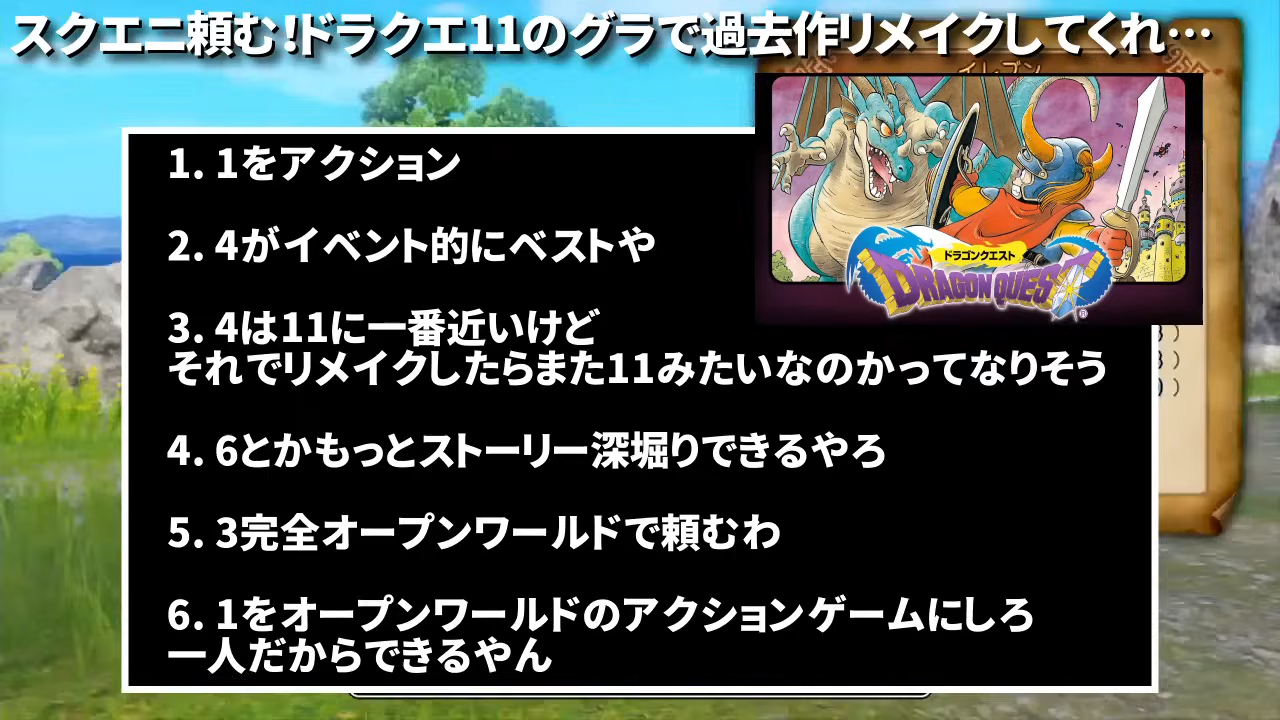 スクエニ頼む!ドラクエ11のグラで過去作リメイクしてくれ…
イレブン
ドラゴンクエスト
DRAGON QUEST
1. 1をアクション
2. 4がイベント的にベストや
3. 4は11に一番近いけど
それでリメイクしたらまた11みたいなのかってなりそう
4. 6とかもっとストーリー深堀りできるやろ
5. 3完全オープンワールドで頼むわ
6. 1をオープンワールドのアクションゲームにしろ
一人だからできるやん